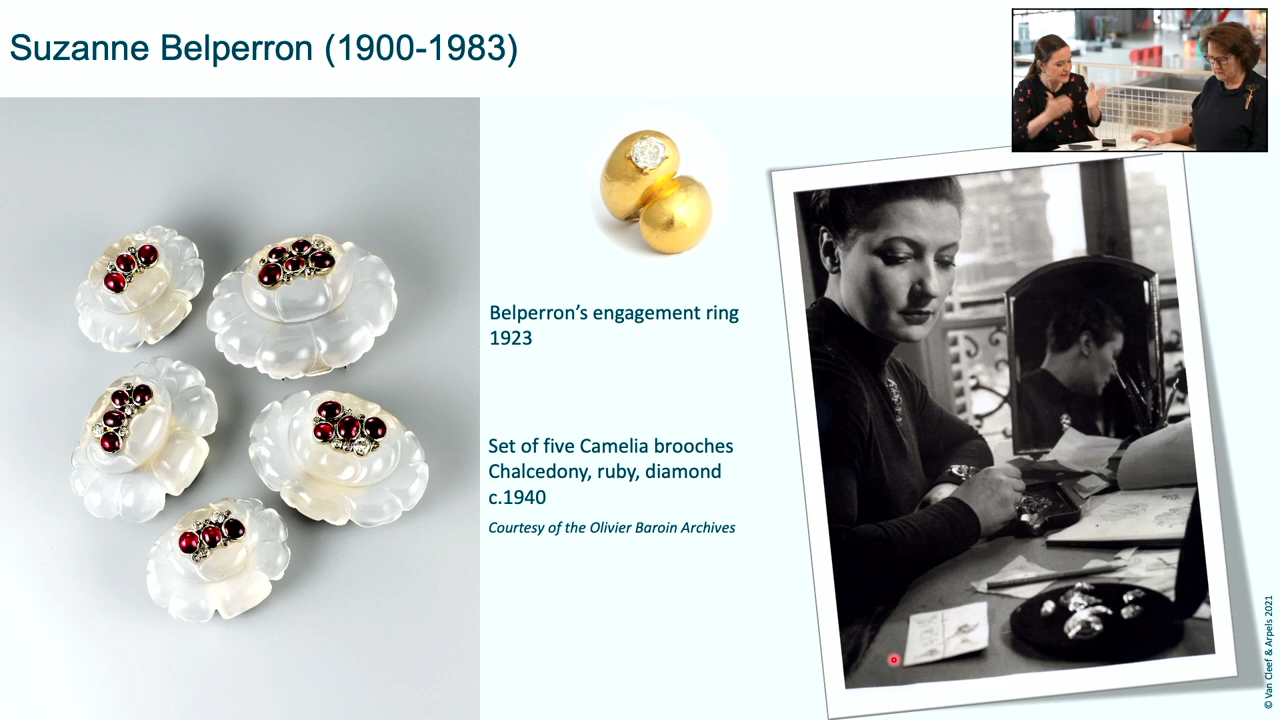 Suzanne Belperron (1900-1983)
Belperron’s engagement ring
1923
Set of five Camelia brooches
Chalcedony, ruby, diamond
c.1940
Courtesy of the Olivier Baroin Archives
© Van Cleef & Arpels 2021